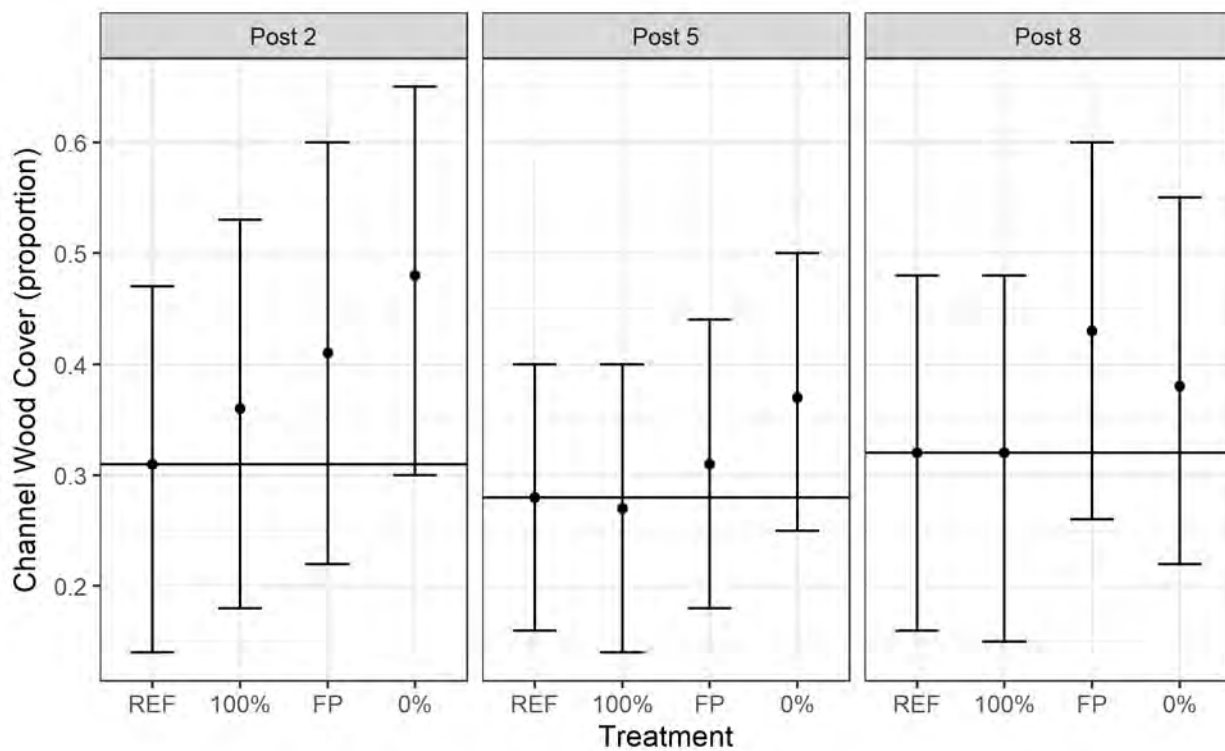 Post 2 Post 5 Post 8
Channel Wood Cover (proportion)
0.6
0.5
0.4
0.3
0.2
REF 100% FP 0% REF 100% FP 0% REF 100% FP 0%
Treatment